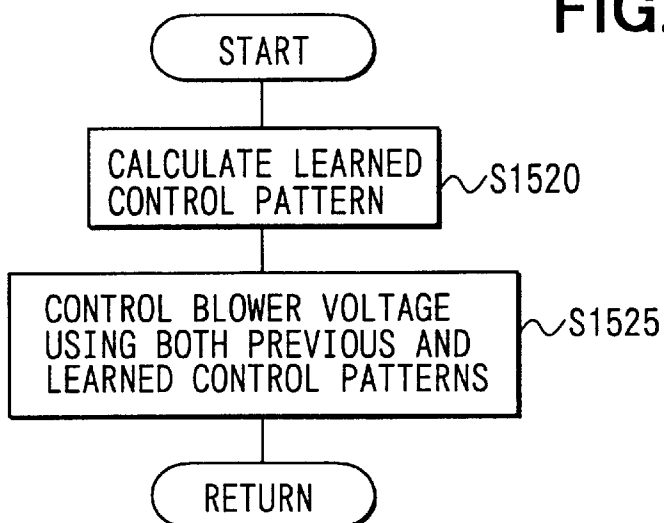 FIG.
START
CALCULATE LEARNED
CONTROL PATTERN
S1520
CONTROL BLOWER VOLTAGE
USING BOTH PREVIOUS AND
LEARNED CONTROL PATTERNS
S1525
RETURN